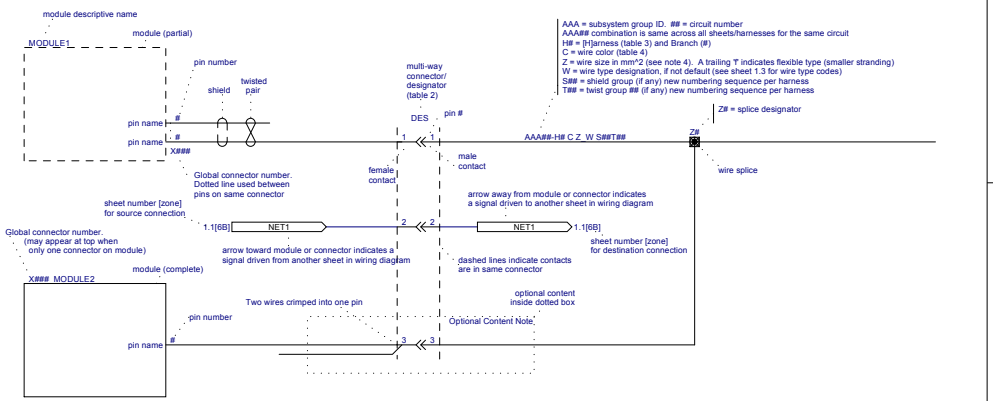 module descriptive name
MODULE1
module (partial)
pin number
shield
twisted
pair
pin name
#
pin name
#
X###
Global connector number.
Dotted line used between
pins on same connector
multi-way
connector/
designator
(table 2)
DES
pin #
1
1
female
contact
male
contact
AAA = subsystem group ID. ## = circuit number
AAA## combination is same across all sheets/harnesses for the same circuit
H# = [H]arness (table 3) and Branch (#)
C = wire color (table 4)
Z = wire size in mm^2 (see note 4). A trailing 'f' indicates flexible type (smaller stranding)
W = wire type designation, if not default (see sheet 1.3 for wire type codes)
S## = shield group (if any) new numbering sequence per harness
T## = twist group ## (if any) new numbering sequence per harness
AAA##-H# C Z_W S##T##
Z# = splice designator
Z#
wire splice
sheet number [zone]
for source connection
1.1[6B]
NET1
arrow toward module or connector indicates a
signal driven from another sheet in wiring diagram
2
2
arrow away from module or connector indicates
a signal driven to another sheet in wiring diagram
NET1
1.1[6B]
sheet number [zone]
for destination connection
dashed lines indicate contacts
are in same connector
Global connector number.
(may appear at top when
only one connector on module)
X### MODULE2
module (complete)
pin number
pin name
#
Two wires crimped into one pin
optional content
inside dotted box
Optional Content Note
3
3